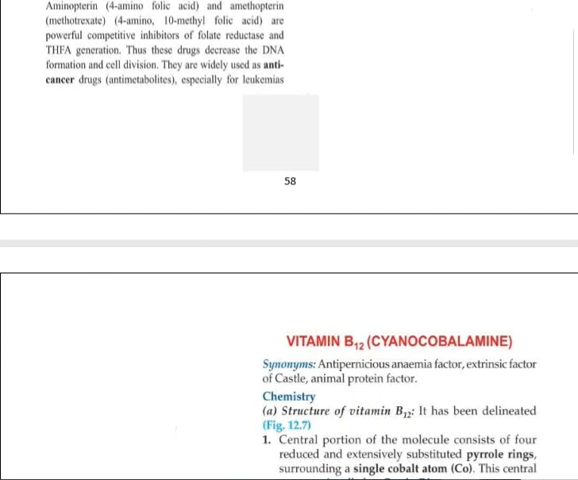 Aminopterin (4-amino folic acid) and amethopterin
(methotrexate) (4-amino, 10-methyl folic acid) are
powerful competitive inhibitors of folate reductase and
THFA generation. Thus these drugs decrease the DNA
formation and cell division. They are widely used as anti-
cancer drugs (antimetabolites), especially for leukemias
58
VITAMIN B₁₂ (CYANOCOBALAMINE)
Synonyms: Antipernicious anaemia factor, extrinsic factor
of Castle, animal protein factor.
Chemistry
(a) Structure of vitamin B₁₂: It has been delineated
(Fig. 12.7)
1. Central portion of the molecule consists of four
reduced and extensively substituted pyrrole rings,
surrounding a single cobalt atom (Co). This central